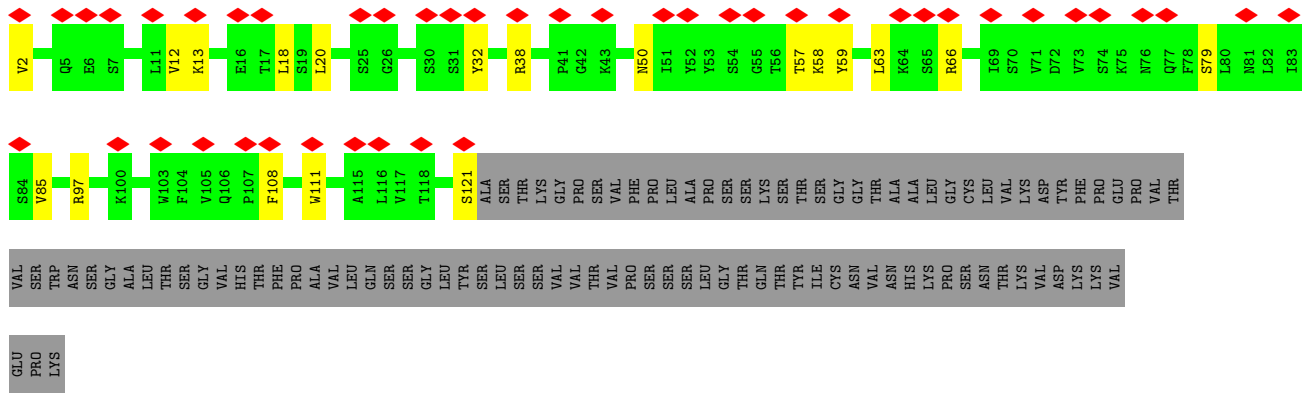 V2 Q5 E6 S7 L11 V12 K13 E16 T17 L18 S19 L20 S25 G26 S30 S31 Y32 R38 P41 G42 K43 N50 I51 Y52 Y53 S54 G55 T56 T57 K58 Y59 L63 K64 S65 R66 I69 S70 V71 D72 V73 S74 K75 N76 Q77 F78 S79 L80 N81 L82 I83
S84 V85 R97 K100 W103 F104 V105 Q106 P107 F108 W111 A115 L116 V117 T118 S121 ALA SER THR LYS GLY PRO SER VAL PHE PRO LEU ALA PRO SER SER LYS SER THR SER GLY GLY THR ALA ALA LEU GLY CYS LEU VAL LYS ASP TYR PHE PRO GLU PRO VAL THR
VAL SER TRP ASN SER GLY ALA LEU THR SER GLY VAL HIS THR PHE PRO ALA VAL LEU GLN SER SER GLY LEU TYR SER LEU SER SER VAL VAL THR VAL PRO SER SER SER LEU GLY THR GLN THR TYR ILE CYS ASN VAL ASN HIS LYS PRO SER ASN THR LYS VAL ASP LYS LYS VAL
GLU PRO LYS